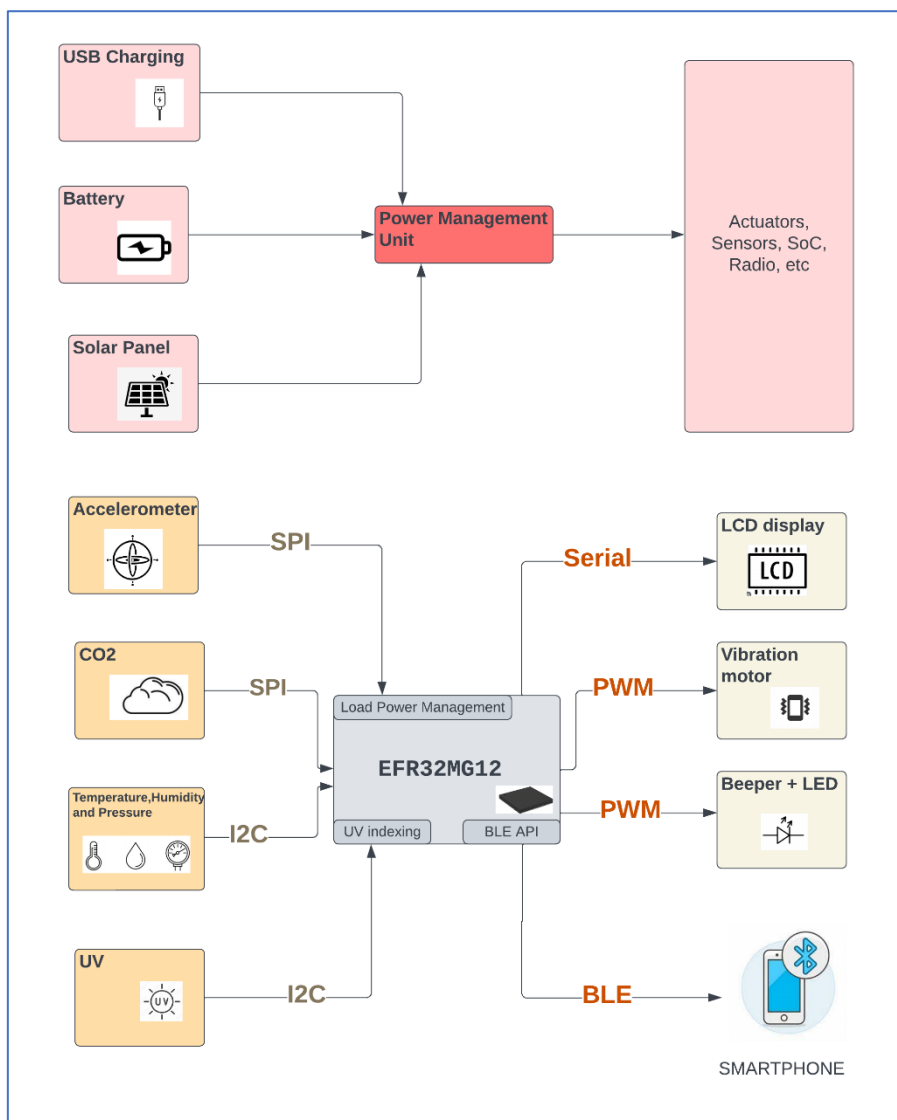 USB Charging
Battery
Power Management
Unit
Actuators,
Sensors, SoC,
Radio, etc
Solar Panel
Accelerometer
SPI
LCD display
Serial
LCD
CO2
SPI
Vibration
motor
PWM
Load Power Management
EFR32MG12
Temperature,Humidity
and Pressure
I2C
Beeper + LED
PWM
UV indexing
BLE API
UV
UV
I2C
BLE
SMARTPHONE